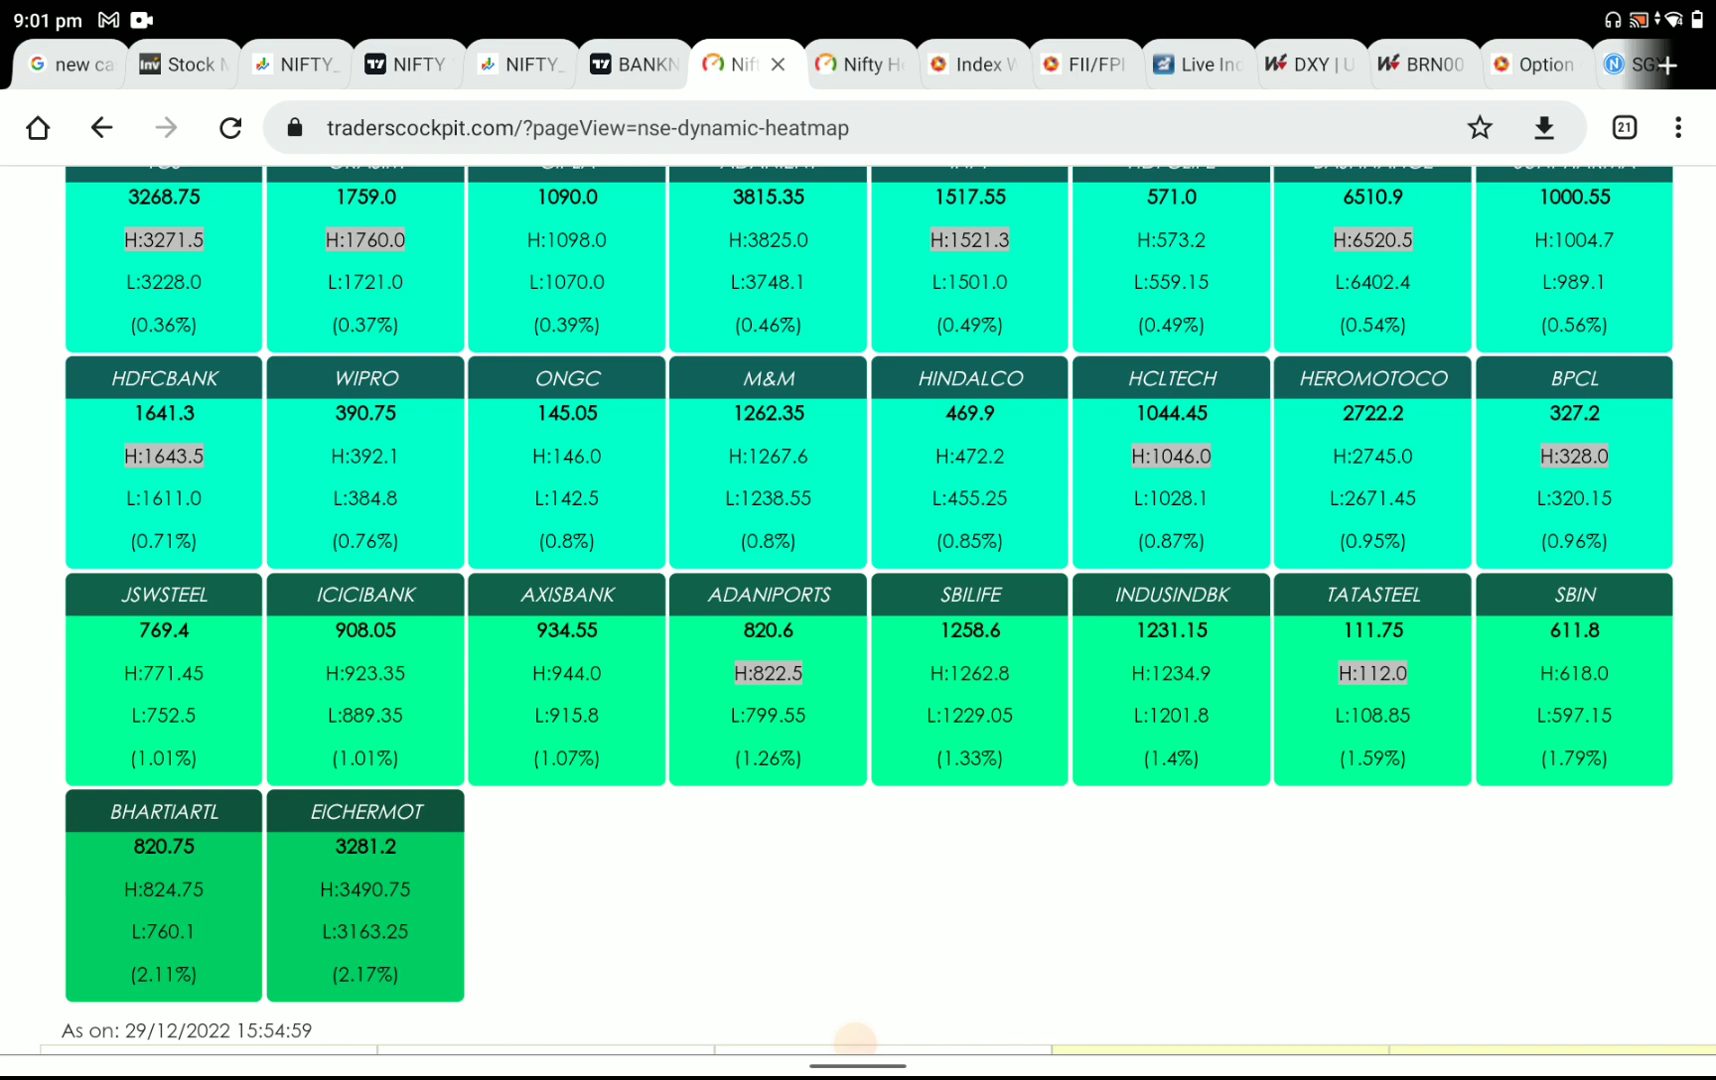 9:01 pm
new ca
Stock M
NIFTY_
NIFTY
NIFTY_
BANKN
Nif
Nifty He
Index W
FII/FPI
Live Inc
DXY | U
BRN00
Option
SGX
traderscockpit.com/?pageView=nse-dynamic-heatmap
21
3268.75 1759.0 1090.0 3815.35 1517.55 571.0 6510.9 1000.55
H:3271.5 H:1760.0 H:1098.0 H:3825.0 H:1521.3 H:573.2 H:6520.5 H:1004.7
L:3228.0 L:1721.0 L:1070.0 L:3748.1 L:1501.0 L:559.15 L:6402.4 L:989.1
(0.36%) (0.37%) (0.39%) (0.46%) (0.49%) (0.49%) (0.54%) (0.56%)
HDFCBANK WIPRO ONGC M&M HINDALCO HCLTECH HEROMOTOCO BPCL
1641.3 390.75 145.05 1262.35 469.9 1044.45 2722.2 327.2
H:1643.5 H:392.1 H:146.0 H:1267.6 H:472.2 H:1046.0 H:2745.0 H:328.0
L:1611.0 L:384.8 L:142.5 L:1238.55 L:455.25 L:1028.1 L:2671.45 L:320.15
(0.71%) (0.76%) (0.8%) (0.8%) (0.85%) (0.87%) (0.95%) (0.96%)
JSWSTEEL ICICIBANK AXISBANK ADANIPORTS SBILIFE INDUSINDBK TATASTEEL SBIN
769.4 908.05 934.55 820.6 1258.6 1231.15 111.75 611.8
H:771.45 H:923.35 H:944.0 H:822.5 H:1262.8 H:1234.9 H:112.0 H:618.0
L:752.5 L:889.35 L:915.8 L:799.55 L:1229.05 L:1201.8 L:108.85 L:597.15
(1.01%) (1.01%) (1.07%) (1.26%) (1.33%) (1.4%) (1.59%) (1.79%)
BHARTIARTL EICHERMOT
820.75 3281.2
H:824.75 H:3490.75
L:760.1 L:3163.25
(2.11%) (2.17%)
As on: 29/12/2022 15:54:59